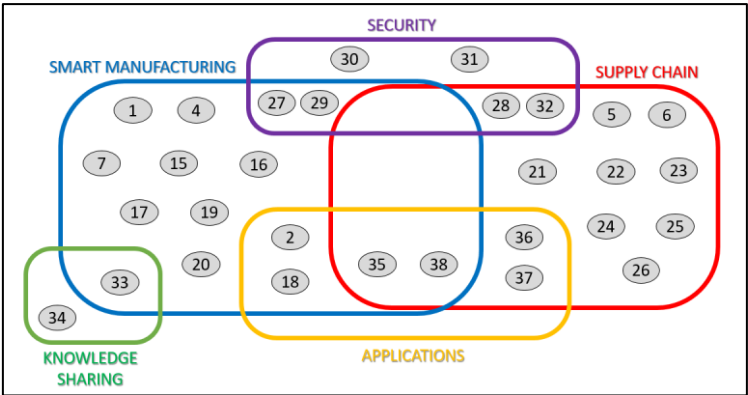 SECURITY
30 31
SMART MANUFACTURING SUPPLY CHAIN
1 4 27 29 28 32 5 6
7 15 16 21 22 23
17 19 2 36 24 25
33 20 18 35 38 37 26
34
KNOWLEDGE
SHARING
APPLICATIONS